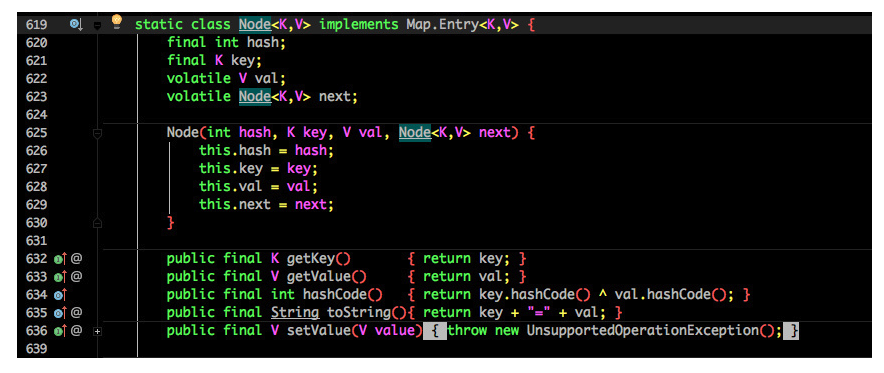 619 static class Node<K,V> implements Map.Entry<K,V> {
620 final int hash;
621 final K key;
622 volatile V val;
623 volatile Node<K,V> next;
624
625 Node(int hash, K key, V val, Node<K,V> next) {
626 this.hash = hash;
627 this.key = key;
628 this.val = val;
629 this.next = next;
630 }
631
632 @ public final K getKey() { return key; }
633 @ public final V getValue() { return val; }
634 public final int hashCode() { return key.hashCode() ^ val.hashCode(); }
635 @ public final String toString(){ return key + "=" + val; }
636 @ public final V setValue(V value) { throw new UnsupportedOperationException(); }
639